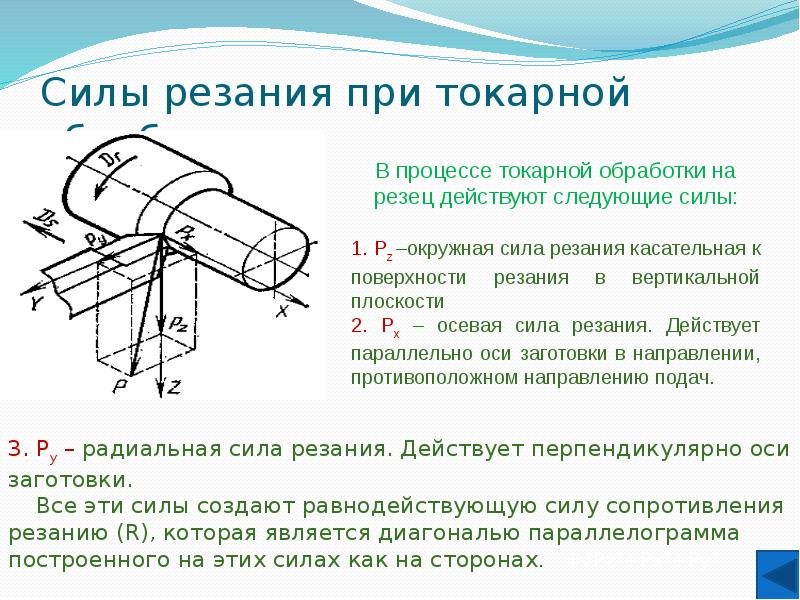 Силы резания при токарной
В процессе токарной обработки на
резец действуют следующие силы:
1. Pz –окружная сила резания касательная к
поверхности резания в вертикальной
плоскости
2. Px – осевая сила резания. Действует
параллельно оси заготовки в направлении,
противоположном направлению подач.
Dг
Ds
Py
Px
Y
X
Pz
P
Z
3. Py – радиальная сила резания. Действует перпендикулярно оси
заготовки.
Все эти силы создают равнодействующую силу сопротивления
резанию (R), которая является диагональю параллелограмма
построенного на этих силах как на сторонах.